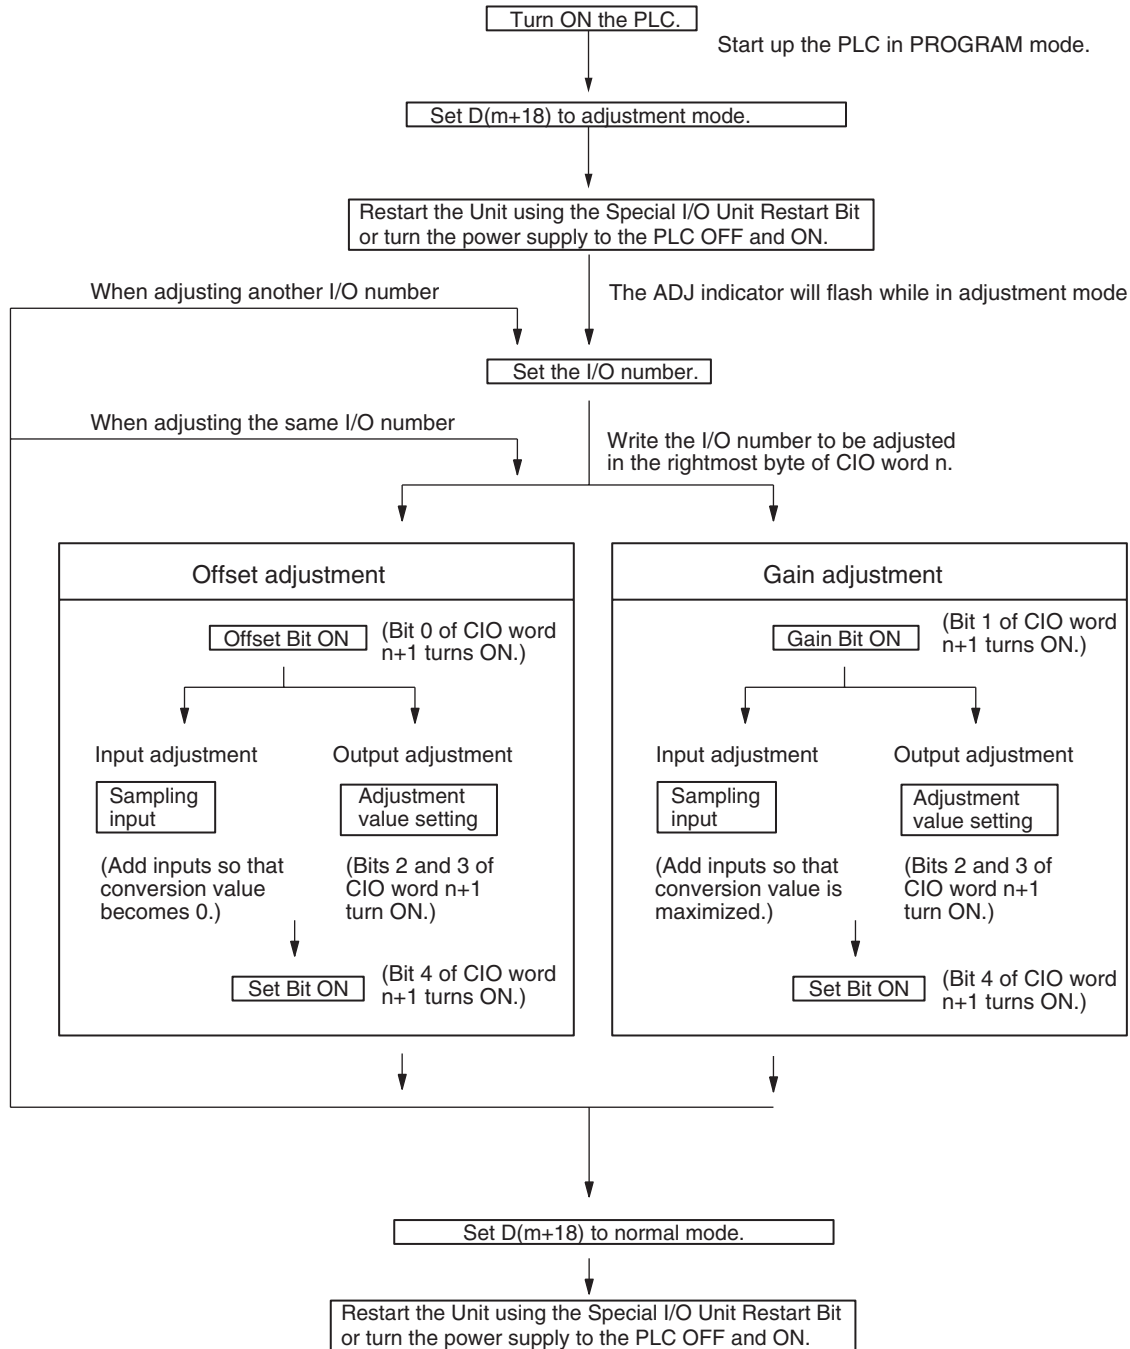 Turn ON the PLC.
Start up the PLC in PROGRAM mode.
Set D(m+18) to adjustment mode.
Restart the Unit using the Special I/O Unit Restart Bit
or turn the power supply to the PLC OFF and ON.
When adjusting another I/O number
The ADJ indicator will flash while in adjustment mode
Set the I/O number.
When adjusting the same I/O number
Write the I/O number to be adjusted
in the rightmost byte of CIO word n.
Offset adjustment
Offset Bit ON
(Bit 0 of CIO word
n+1 turns ON.)
Input adjustment
Sampling
input
(Add inputs so that
conversion value
becomes 0.)
Output adjustment
Adjustment
value setting
(Bits 2 and 3 of
CIO word n+1
turn ON.)
Set Bit ON
(Bit 4 of CIO word
n+1 turns ON.)
Gain adjustment
Gain Bit ON
(Bit 1 of CIO word
n+1 turns ON.)
Input adjustment
Sampling
input
(Add inputs so that
conversion value is
maximized.)
Output adjustment
Adjustment
value setting
(Bits 2 and 3 of
CIO word n+1
turn ON.)
Set Bit ON
(Bit 4 of CIO word
n+1 turns ON.)
Set D(m+18) to normal mode.
Restart the Unit using the Special I/O Unit Restart Bit
or turn the power supply to the PLC OFF and ON.